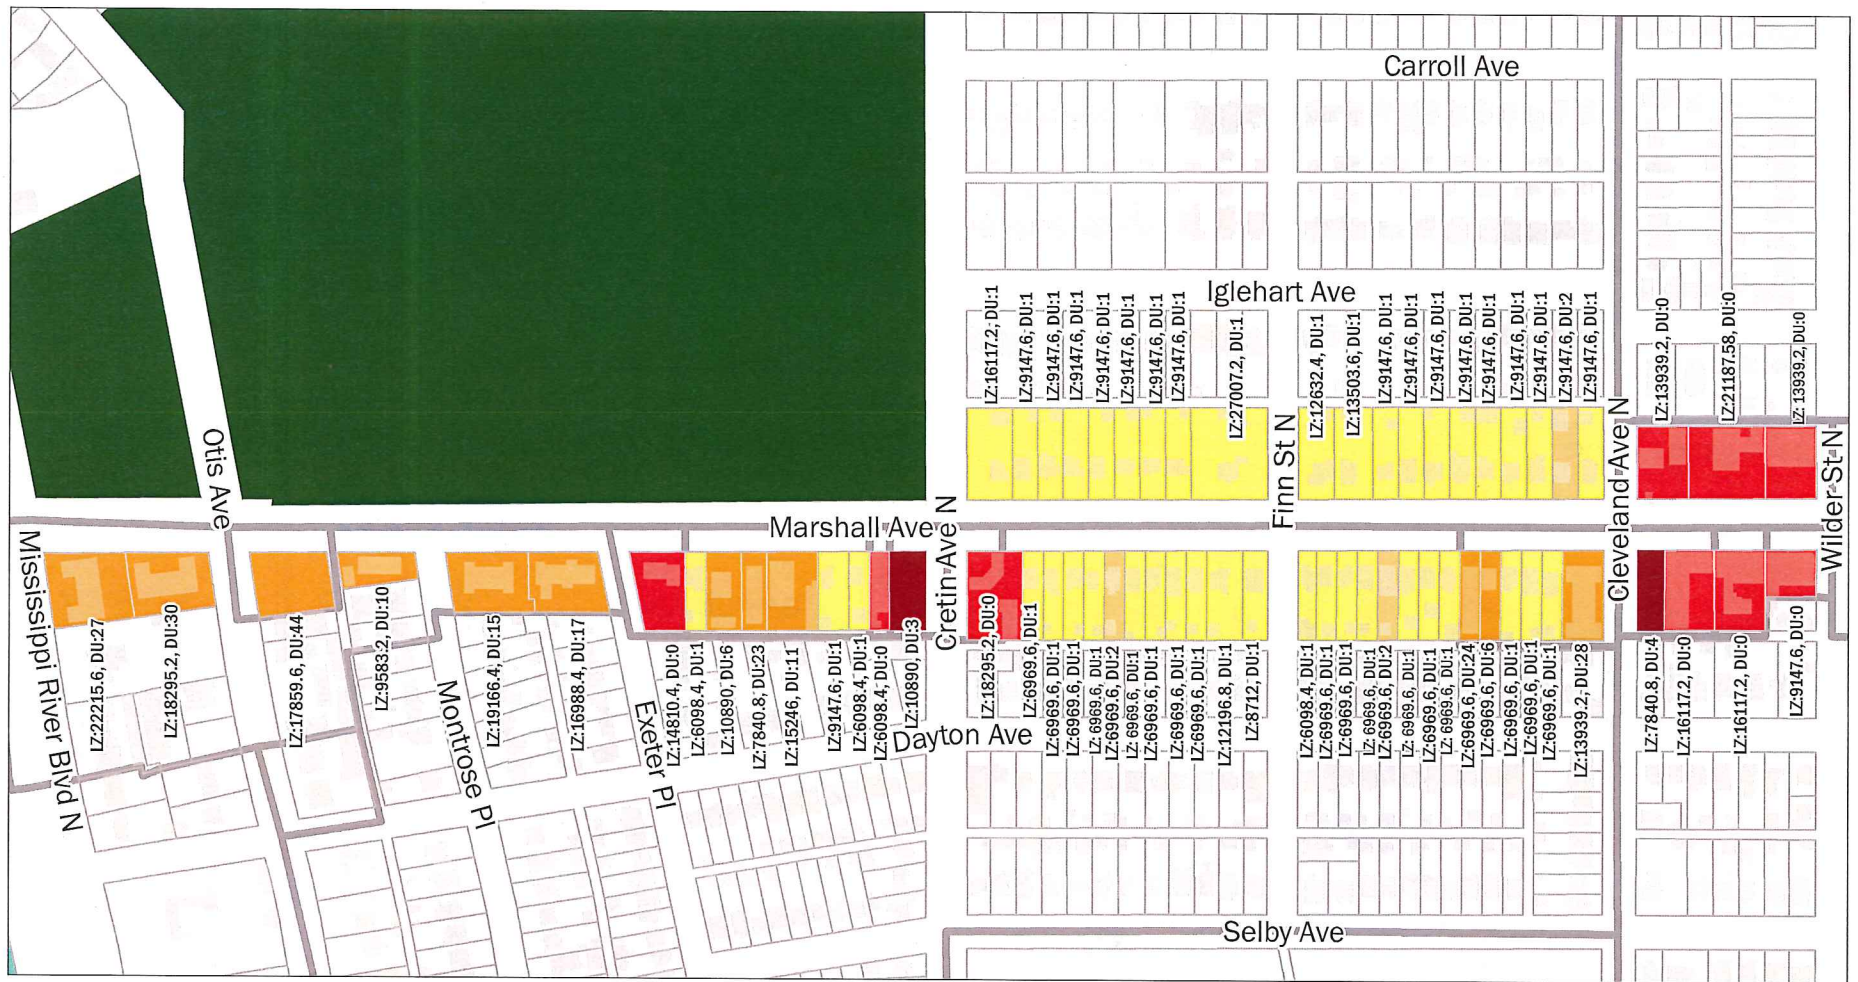 Carroll Ave
Iglehart Ave
LZ:16117.2, DU:1
LZ:9147.6, DU:1
LZ:9147.6, DU:1
LZ:9147.6, DU:1
LZ:9147.6, DU:1
LZ:9147.6, DU:1
LZ:9147.6, DU:1
LZ:9147.6, DU:1
LZ:27007.2, DU:1
LZ:12632.4, DU:1
LZ:13503.6, DU:1
LZ:9147.6, DU:1
LZ:9147.6, DU:1
LZ:9147.6, DU:1
LZ:9147.6, DU:1
LZ:9147.6, DU:1
LZ:9147.6, DU:1
LZ:9147.6, DU:1
LZ:9147.6, DU:2
LZ:9147.6, DU:1
LZ:13939.2, DU:0
LZ:21187.58, DU:0
LZ: 13939.2, DU:0
Otis Ave
Marshall Ave
Cretin Ave N
Finn St N
Cleveland Ave N
Wilder St N
Mississippi River Blvd N
LZ:22215.6, DU:27
LZ:18295.2, DU:30
LZ:17859.6, DU:44
LZ:9583.2, DU:10
Montrose Pl
LZ:19166.4, DU:15
LZ:16988.4, DU:17
Exeter Pl
LZ:14810.4, DU:0
LZ:6098.4, DU:1
LZ:10890, DU:6
LZ:7840.8, DU:23
LZ:15246, DU:11
LZ:9147.6, DU:1
LZ:6098.4, DU:1
LZ:6098.4, DU:0
LZ:10890, DU:3
Dayton Ave
LZ:18295.2, DU:0
LZ:6969.6, DU:1
LZ:6969.6, DU:1
LZ:6969.6, DU:1
LZ: 6969.6, DU:1
LZ:6969.6, DU:2
LZ: 6969.6, DU:1
LZ:6969.6, DU:1
LZ:6969.6, DU:1
LZ:6969.6, DU:1
LZ:12196.8, DU:1
LZ:8712, DU:1
LZ:6098.4, DU:1
LZ:6969.6, DU:1
LZ:6969.6, DU:1
LZ: 6969.6, DU:1
LZ:6969.6, DU:2
LZ: 6969.6, DU:1
LZ:6969.6, DU:1
LZ:6969.6, DU:1
LZ:6969.6, DU:24
LZ:6969.6, DU:6
LZ:6969.6, DU:1
LZ:6969.6, DU:1
LZ:6969.6, DU:1
LZ:13939.2, DU:28
LZ:7840.8, DU:4
LZ:16117.2, DU:0
LZ:16117.2, DU:0
LZ:9147.6, DU:0
Selby Ave